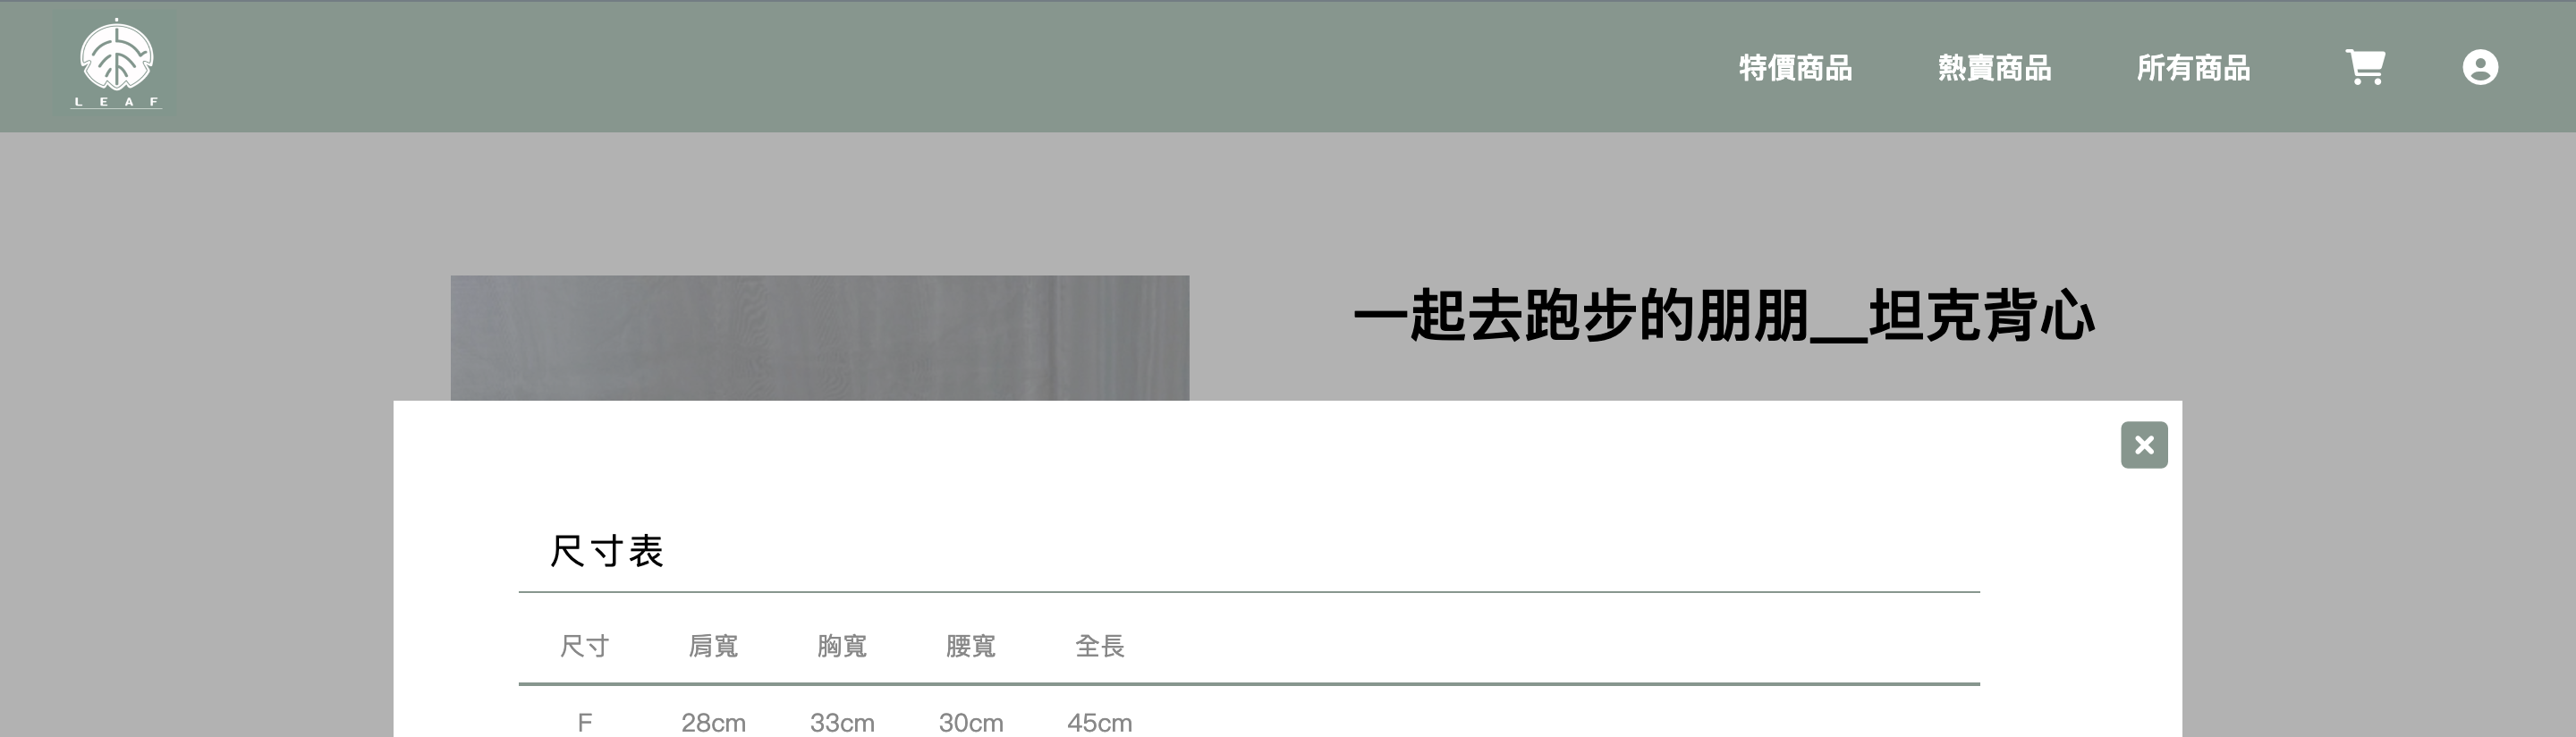 LEAF
特價商品 熱賣商品 所有商品
一起去跑步的朋朋__坦克背心
尺寸表
尺寸 肩寬 胸寬 腰寬 全長
F 28cm 33cm 30cm 45cm